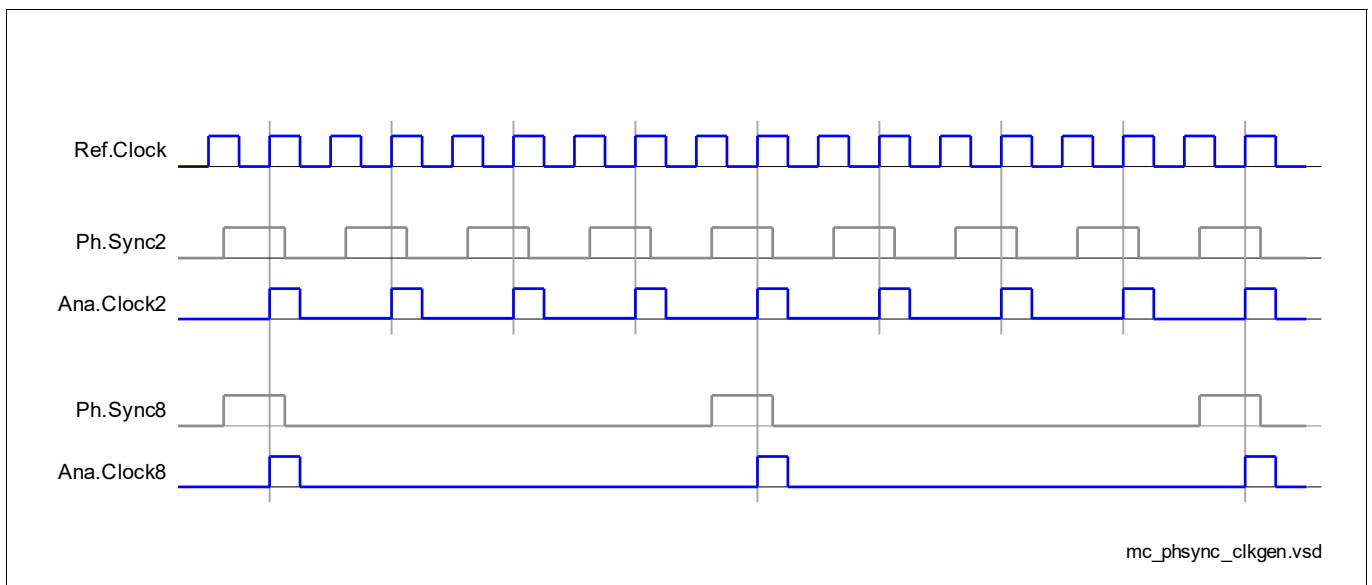 Ref.Clock
Ph.Sync2
Ana.Clock2
Ph.Sync8
Ana.Clock8
mc_phsync_clkgen.vsd